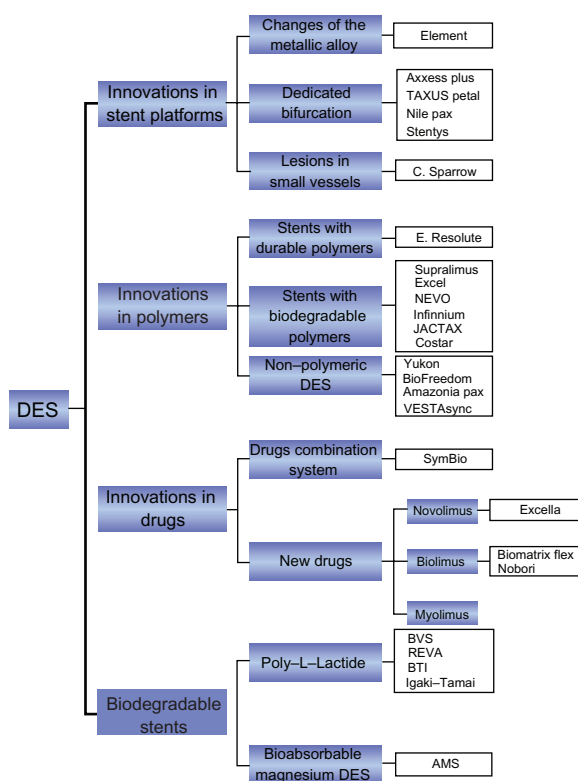 DES
Innovations in
stent platforms
Changes of the
metallic alloy
Element
Dedicated
bifurcation
Axxess plus
TAXUS petal
Nile pax
Stentys
Lesions in
small vessels
C. Sparrow
Innovations
in polymers
Stents with
durable polymers
E. Resolute
Stents with
biodegradable
polymers
Supralimus
Excel
NEVO
Infinnium
JACTAX
Costar
Non–polymeric
DES
Yukon
BioFreedom
Amazonia pax
VESTAsync
Innovations in
drugs
Drugs combination
system
SymBio
New drugs
Novolimus
Excella
Biolimus
Biomatrix flex
Nobori
Myolimus
Biodegradable
stents
Poly–L–Lactide
BVS
REVA
BTI
Igaki–Tamai
Bioabsorbable
magnesium DES
AMS